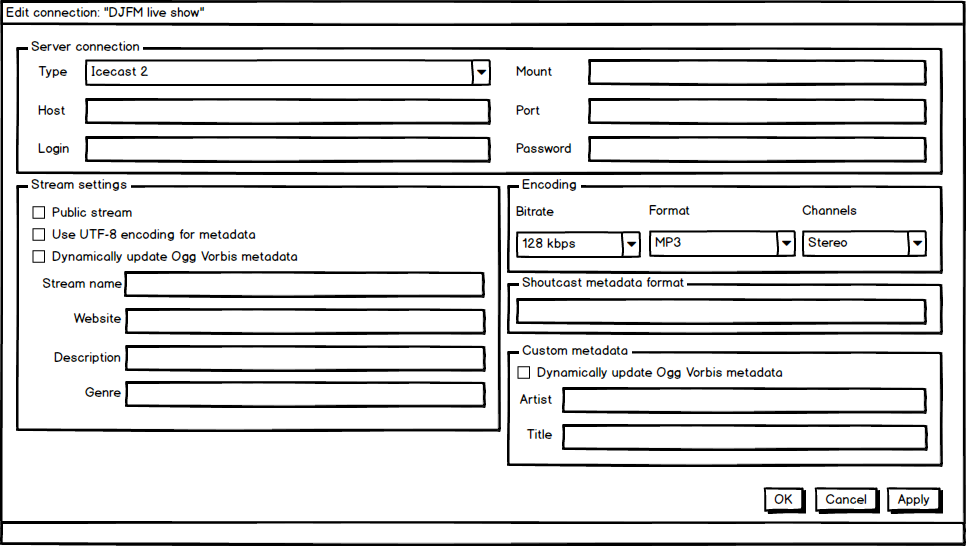 Edit connection: "DJFM live show"
Server connection
Type Icecast 2 Mount
Host Port
Login Password
Stream settings
Public stream
Use UTF-8 encoding for metadata
Dynamically update Ogg Vorbis metadata
Stream name
Website
Description
Genre
Encoding
Bitrate Format Channels
128 kbps MP3 Stereo
Shoutcast metadata format
Custom metadata
Dynamically update Ogg Vorbis metadata
Artist
Title
OK Cancel Apply